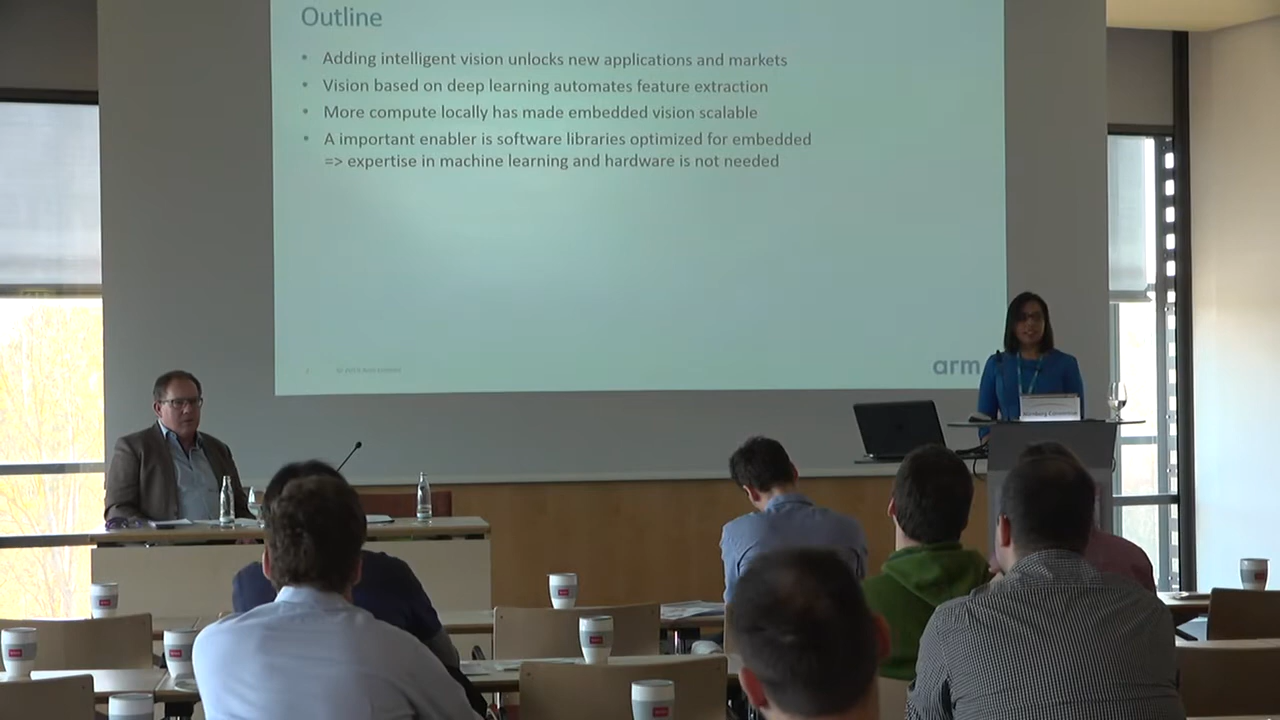 Outline
• Adding intelligent vision unlocks new applications and markets
• Vision based on deep learning automates feature extraction
• More compute locally has made embedded vision scalable
• A important enabler is software libraries optimized for embedded
=> expertise in machine learning and hardware is not needed
arm